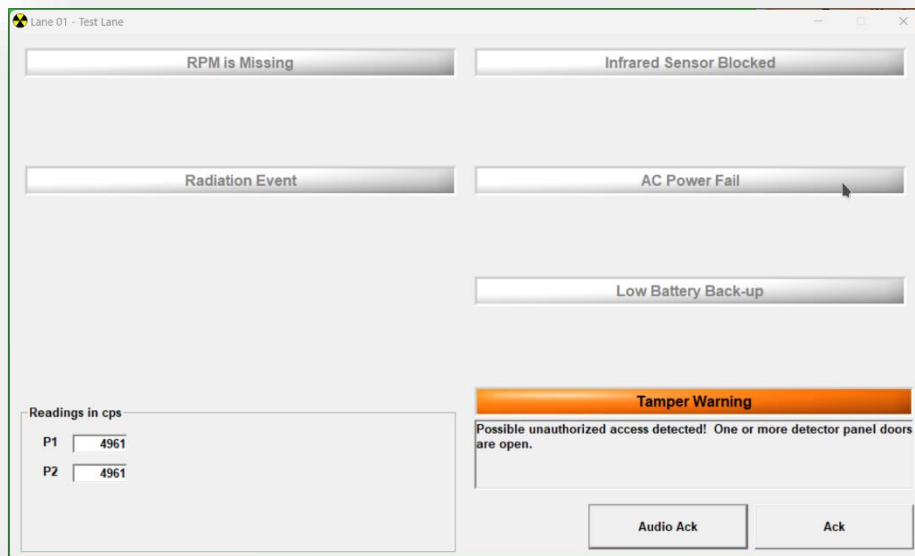 Lane 01 - Test Lane
RPM is Missing
Infrared Sensor Blocked
Radiation Event
AC Power Fail
Low Battery Back-up
Tamper Warning
Possible unauthorized access detected! One or more detector panel doors
are open.
Readings in cps
P1 4961
P2 4961
Audio Ack
Ack